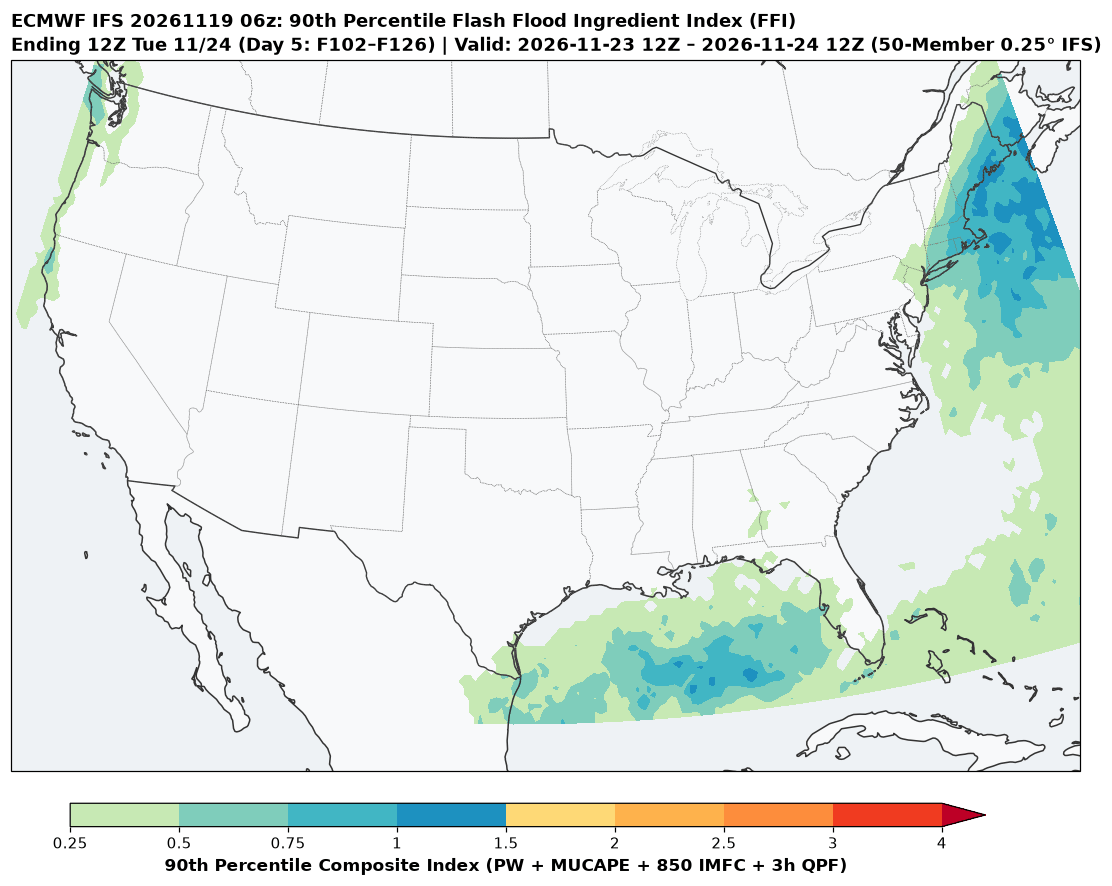 ECMWF IFS 20261119 06z: 90th Percentile Flash Flood Ingredient Index (FFI)
Ending 12Z Tue 11/24 (Day 5: F102–F126) | Valid: 2026-11-23 12Z – 2026-11-24 12Z (50-Member 0.25° IFS)
0.25 0.5 0.75 1 1.5 2 2.5 3 4
90th Percentile Composite Index (PW + MUCAPE + 850 IMFC + 3h QPF)